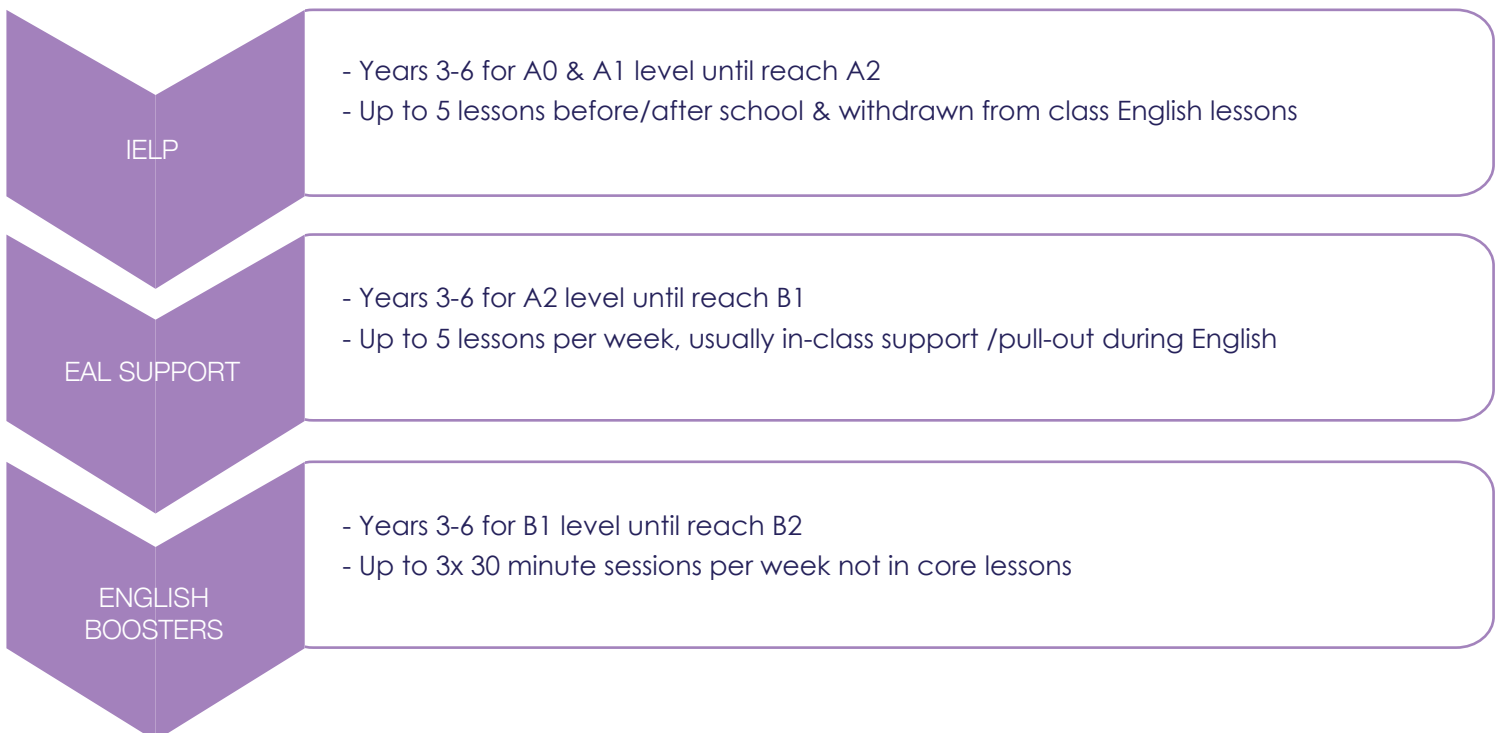 IELP
- Years 3-6 for A0 & A1 level until reach A2
- Up to 5 lessons before/after school & withdrawn from class English lessons
EAL SUPPORT
- Years 3-6 for A2 level until reach B1
- Up to 5 lessons per week, usually in-class support /pull-out during English
ENGLISH
BOOSTERS
- Years 3-6 for B1 level until reach B2
- Up to 3x 30 minute sessions per week not in core lessons